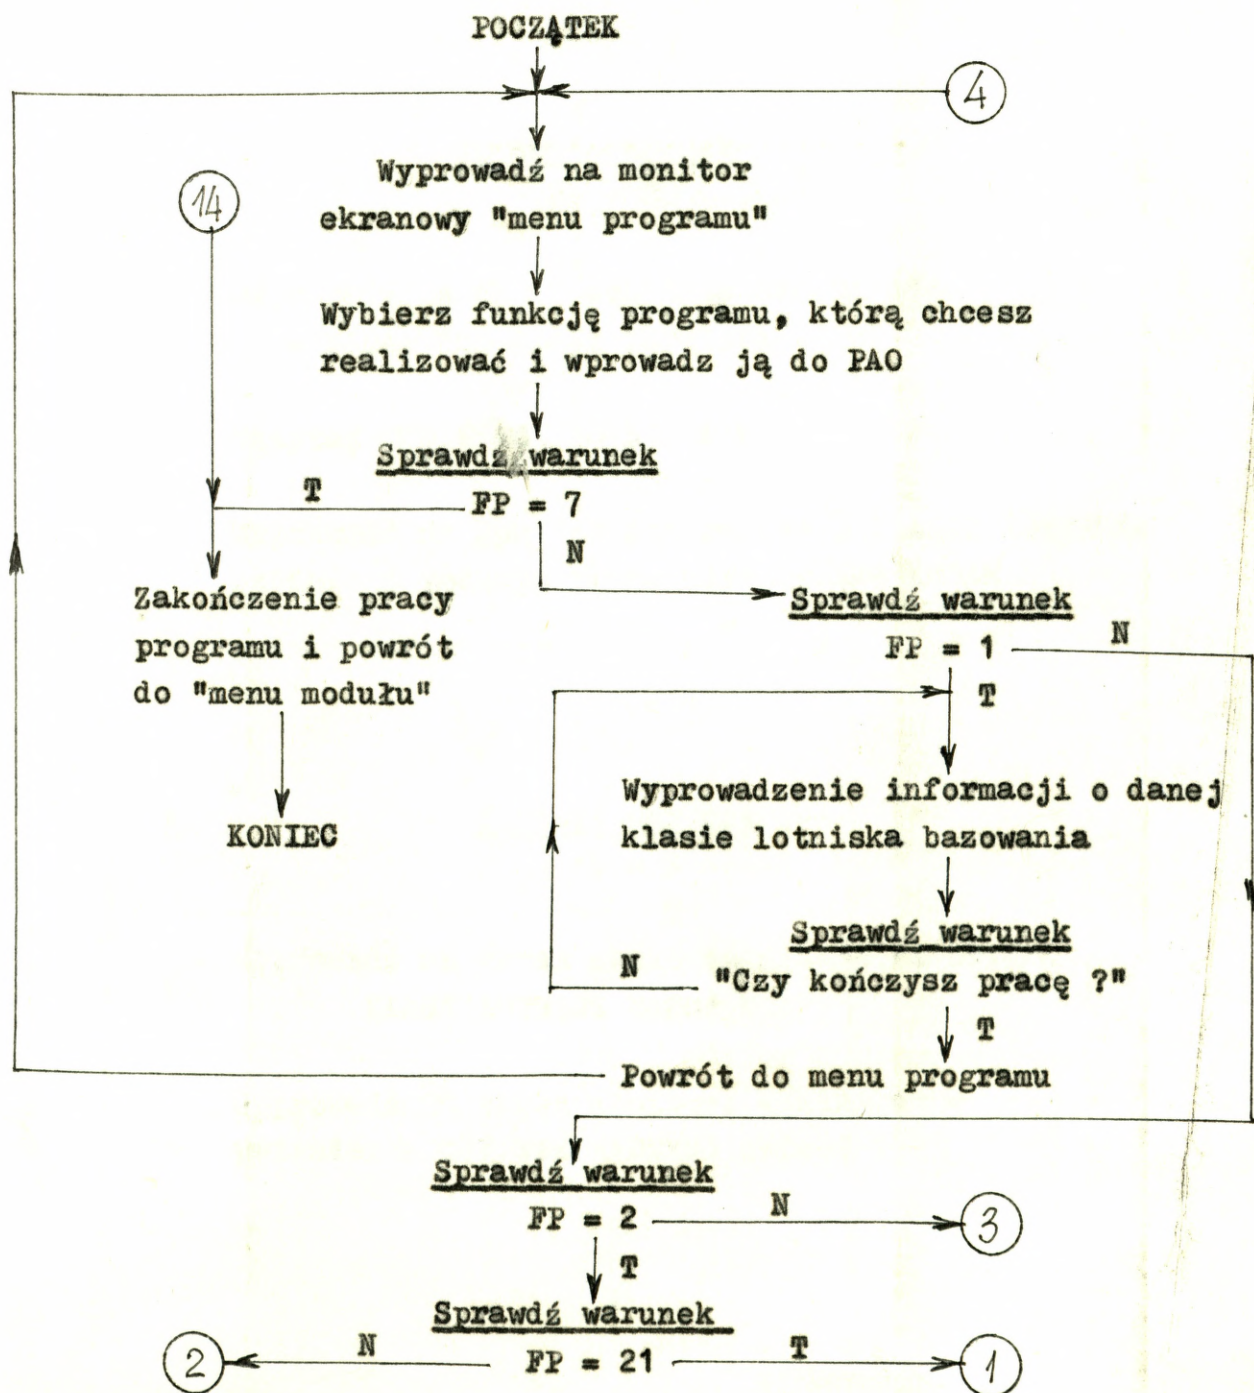 POCZĄTEK
4
14
Wyprowadź na monitor
ekranowy "menu programu"
Wybierz funkcję programu, którą chcesz
realizować i wprowadz ją do PAO
Sprawdź warunek
T
FP = 7
N
Zakończenie pracy
programu i powrót
do "menu modułu"
KONIEC
Sprawdź warunek
FP = 1
N
T
Wyprowadzenie informacji o danej
klasie lotniska bazowania
Sprawdź warunek
N
"Czy kończysz pracę ?"
T
Powrót do menu programu
Sprawdź warunek
FP = 2
N
3
T
Sprawdź warunek
2
N
FP = 21
T
1